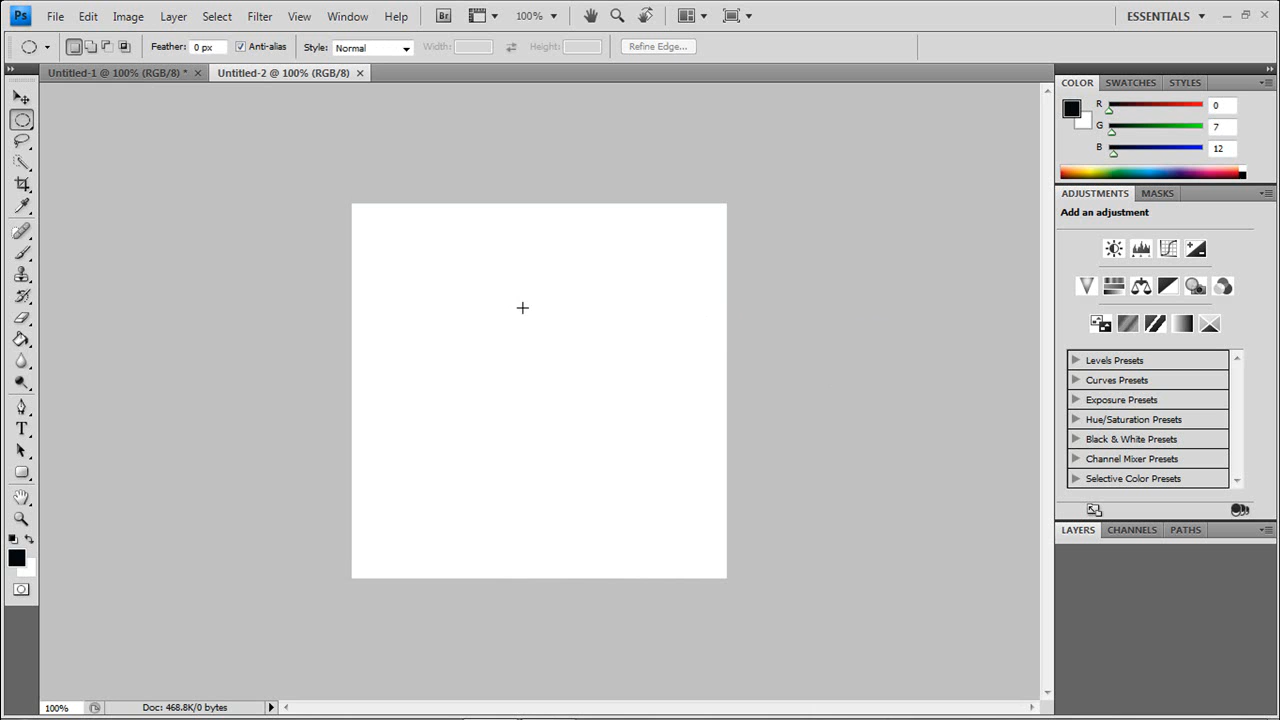 Ps File Edit Image Layer Select Filter View Window Help Br 100% ESSENTIALS
Feather: 0 px Anti-alias Style: Normal Width: Height: Refine Edge...
Untitled-1 @ 100% (RGB/8) * × Untitled-2 @ 100% (RGB/8) ×
COLOR SWATCHES STYLES
R 0
G 7
B 12
ADJUSTMENTS MASKS
Add an adjustment
Levels Presets
Curves Presets
Exposure Presets
Hue/Saturation Presets
Black & White Presets
Channel Mixer Presets
Selective Color Presets
T
LAYERS CHANNELS PATHS
100% Doc: 468.8K/0 bytes